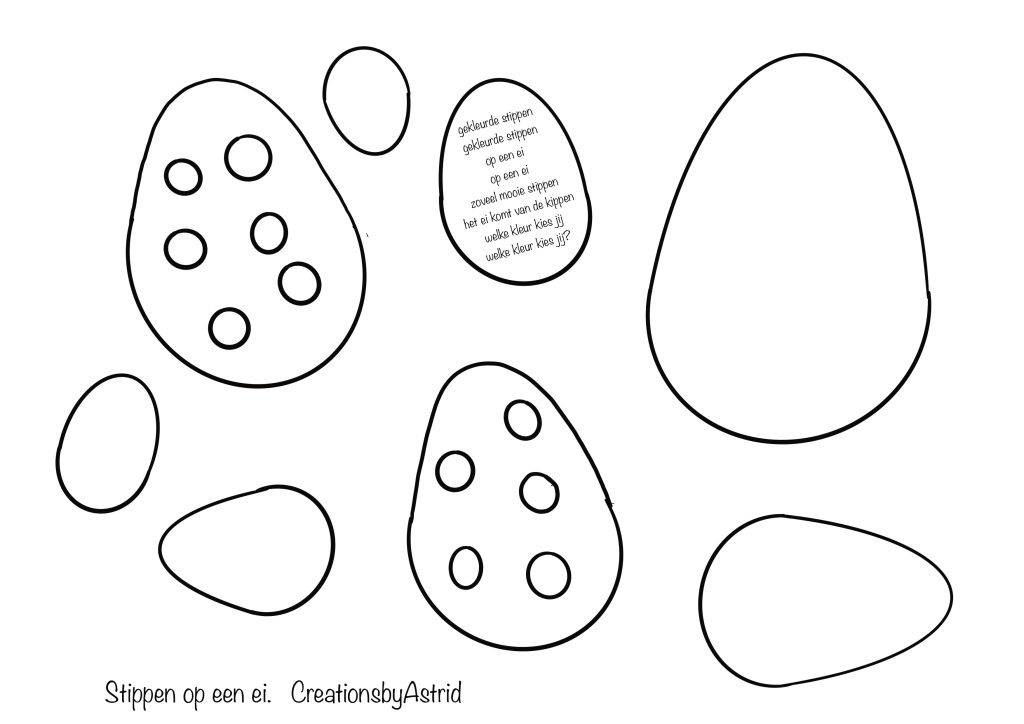 gekleurde stippen
gekleurde stippen
op een ei
op een ei
zoveel mooie stippen
het ei komt van de kippen
welke kleur kies jij
welke kleur kies jij?
Stippen op een ei. CreationsbyAstrid